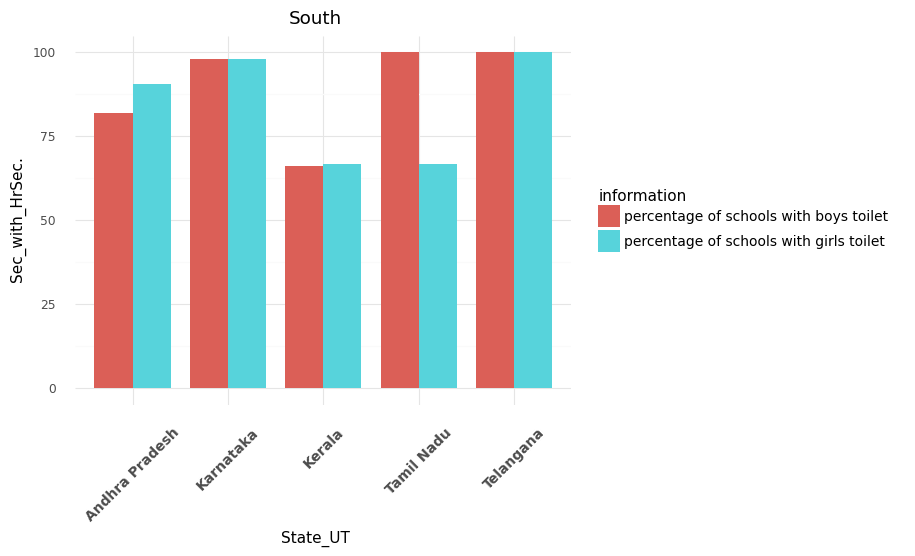 South
Sec_with_HrSec.
100
75
50
25
0
Andhra Pradesh
Karnataka
Kerala
Tamil Nadu
Telangana
State_UT
information
percentage of schools with boys toilet
percentage of schools with girls toilet